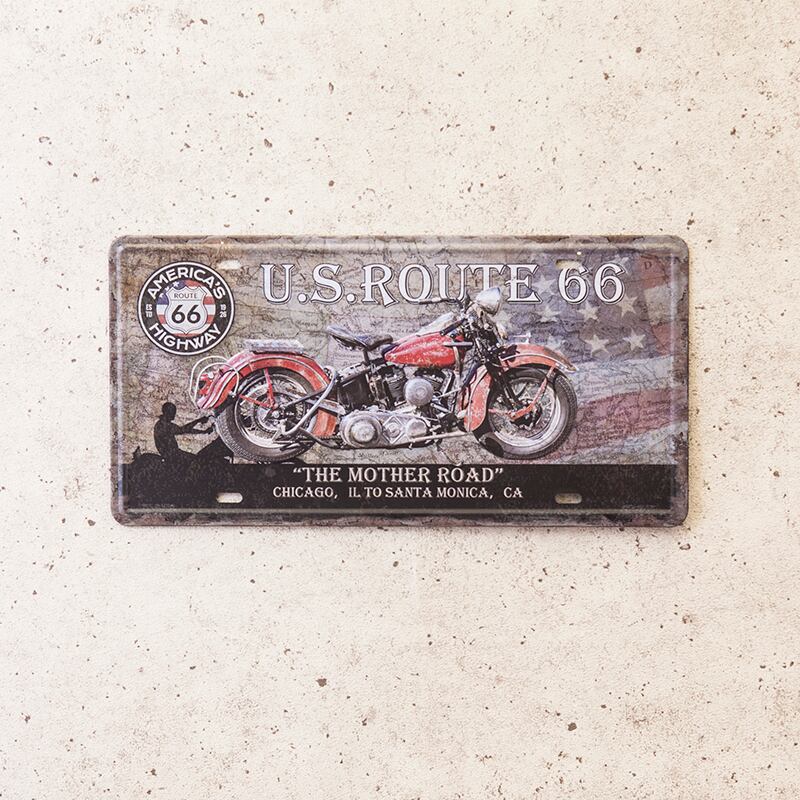 AMERICA'S
ROUTE
66
ES
TD
19
26
HIGHWAY
U.S.ROUTE 66
"THE MOTHER ROAD"
CHICAGO, IL TO SANTA MONICA, CA